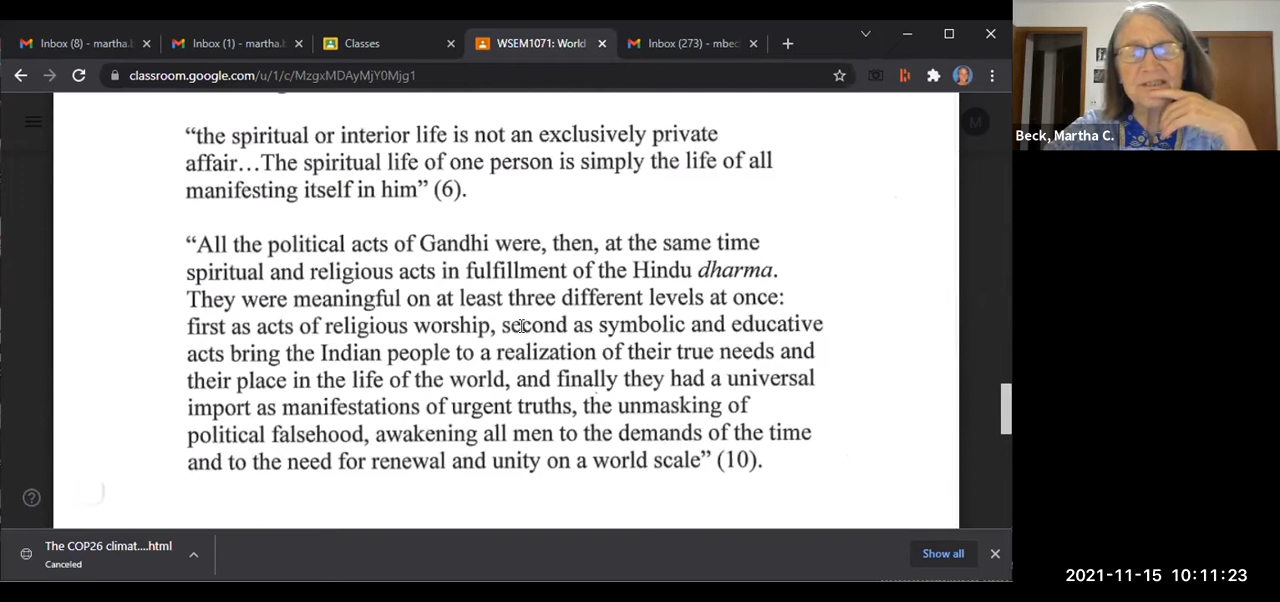 Inbox (8) - martha.
Inbox (1) - martha.
Classes
WSEM1071: World
Inbox (273) - mbec
classroom.google.com/u/1/c/MzgxMDAyMjY0Mjg1
M
Beck, Martha C.
“the spiritual or interior life is not an exclusively private
affair…The spiritual life of one person is simply the life of all
manifesting itself in him” (6).
“All the political acts of Gandhi were, then, at the same time
spiritual and religious acts in fulfillment of the Hindu dharma.
They were meaningful on at least three different levels at once:
first as acts of religious worship, second as symbolic and educative
acts bring the Indian people to a realization of their true needs and
their place in the life of the world, and finally they had a universal
import as manifestations of urgent truths, the unmasking of
political falsehood, awakening all men to the demands of the time
and to the need for renewal and unity on a world scale” (10).
The COP26 climat....html
Canceled
Show all
2021-11-15 10:11:23